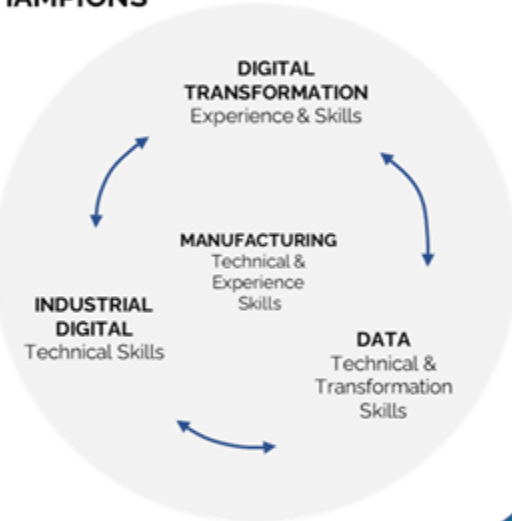 DIGITAL
TRANSFORMATION
Experience & Skills
MANUFACTURING
Technical &
Experience
Skills
INDUSTRIAL
DIGITAL
Technical Skills
DATA
Technical &
Transformation
Skills